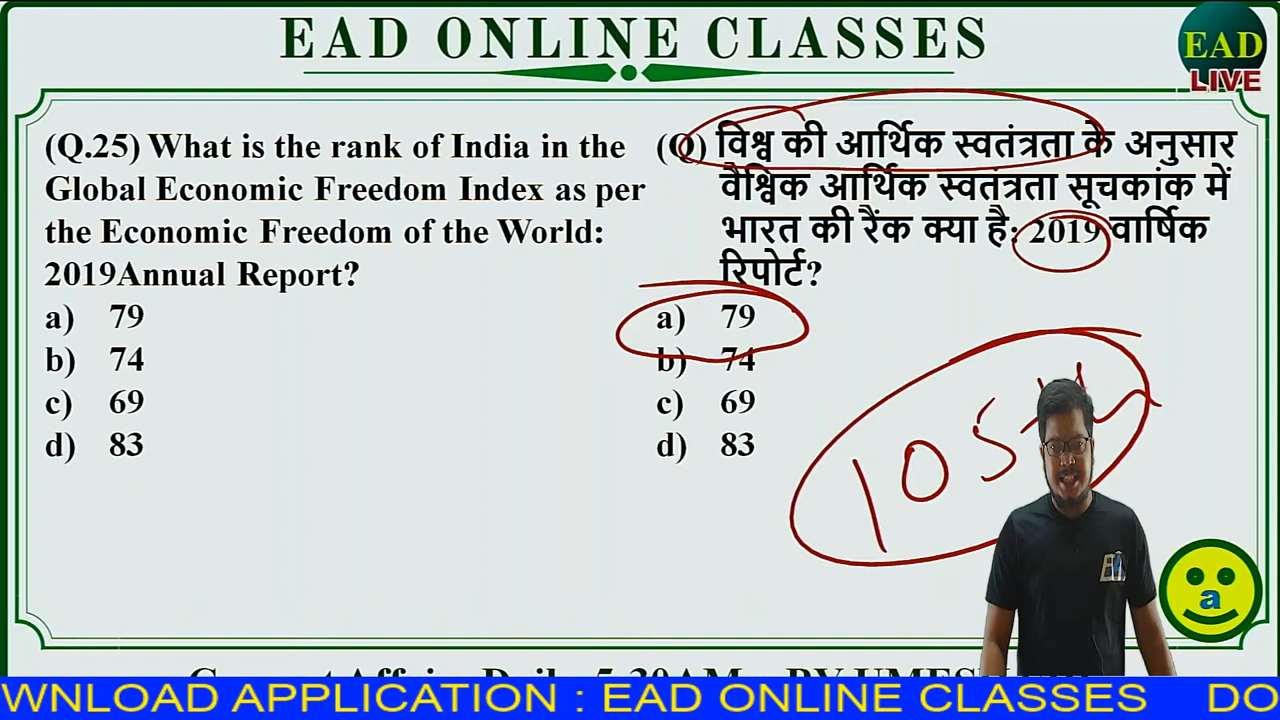 EAD ONLINE CLASSES
EAD
LIVE
(Q.25) What is the rank of India in the
Global Economic Freedom Index as per
the Economic Freedom of the World:
2019Annual Report?
a) 79
b) 74
c) 69
d) 83
(Q) विश्व की आर्थिक स्वतंत्रता के अनुसार
वैश्विक आर्थिक स्वतंत्रता सूचकांक में
भारत की रैंक क्या है: 2019 वार्षिक
रिपोर्ट?
a) 79
b) 74
c) 69
d) 83
105
a
WNLOAD APPLICATION : EAD ONLINE CLASSES DO